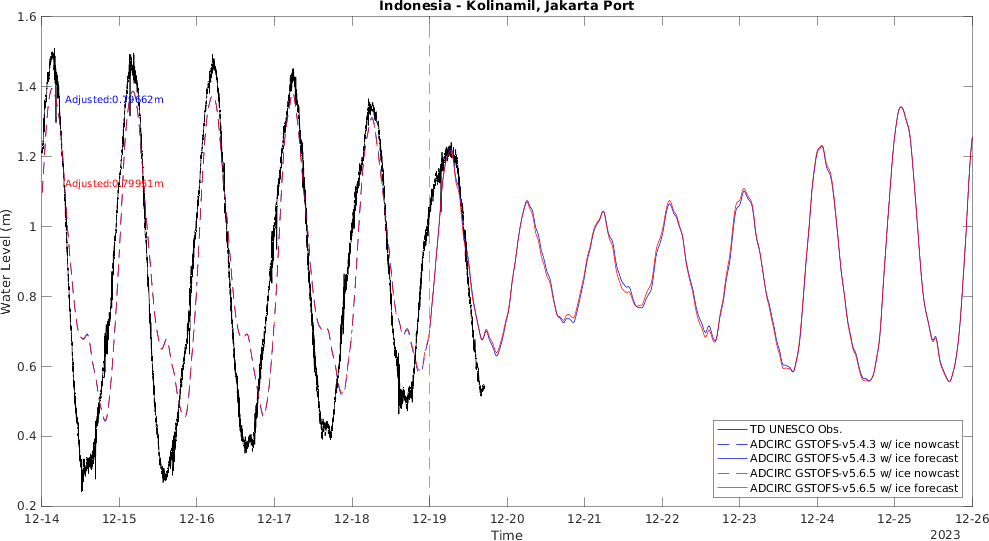 Indonesia - Kolinamil, Jakarta Port
Water Level (m)
1.6
1.4
1.2
1
0.8
0.6
0.4
0.2
Adjusted:0.79662m
Adjusted:0.79951m
TD UNESCO Obs.
ADCIRC GSTOFS-v5.4.3 w/ ice nowcast
ADCIRC GSTOFS-v5.4.3 w/ ice forecast
ADCIRC GSTOFS-v5.6.5 w/ ice nowcast
ADCIRC GSTOFS-v5.6.5 w/ ice forecast
12-14 12-15 12-16 12-17 12-18 12-19 12-20 12-21 12-22 12-23 12-24 12-25 12-26
Time
2023